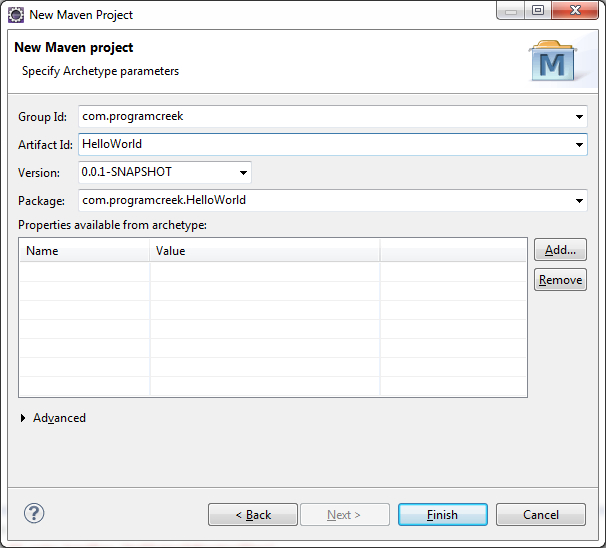 New Maven Project
New Maven project
Specify Archetype parameters
M
Group Id: com.programcreek
Artifact Id: HelloWorld
Version: 0.0.1-SNAPSHOT
Package: com.programcreek.HelloWorld
Properties available from archetype:
Name Value
Add...
Remove
Advanced
? < Back Next > Finish Cancel